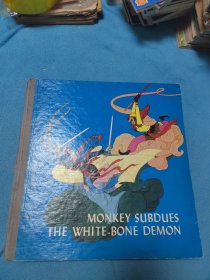 MONKEY SUBDUES
THE WHITE-BONE DEMON